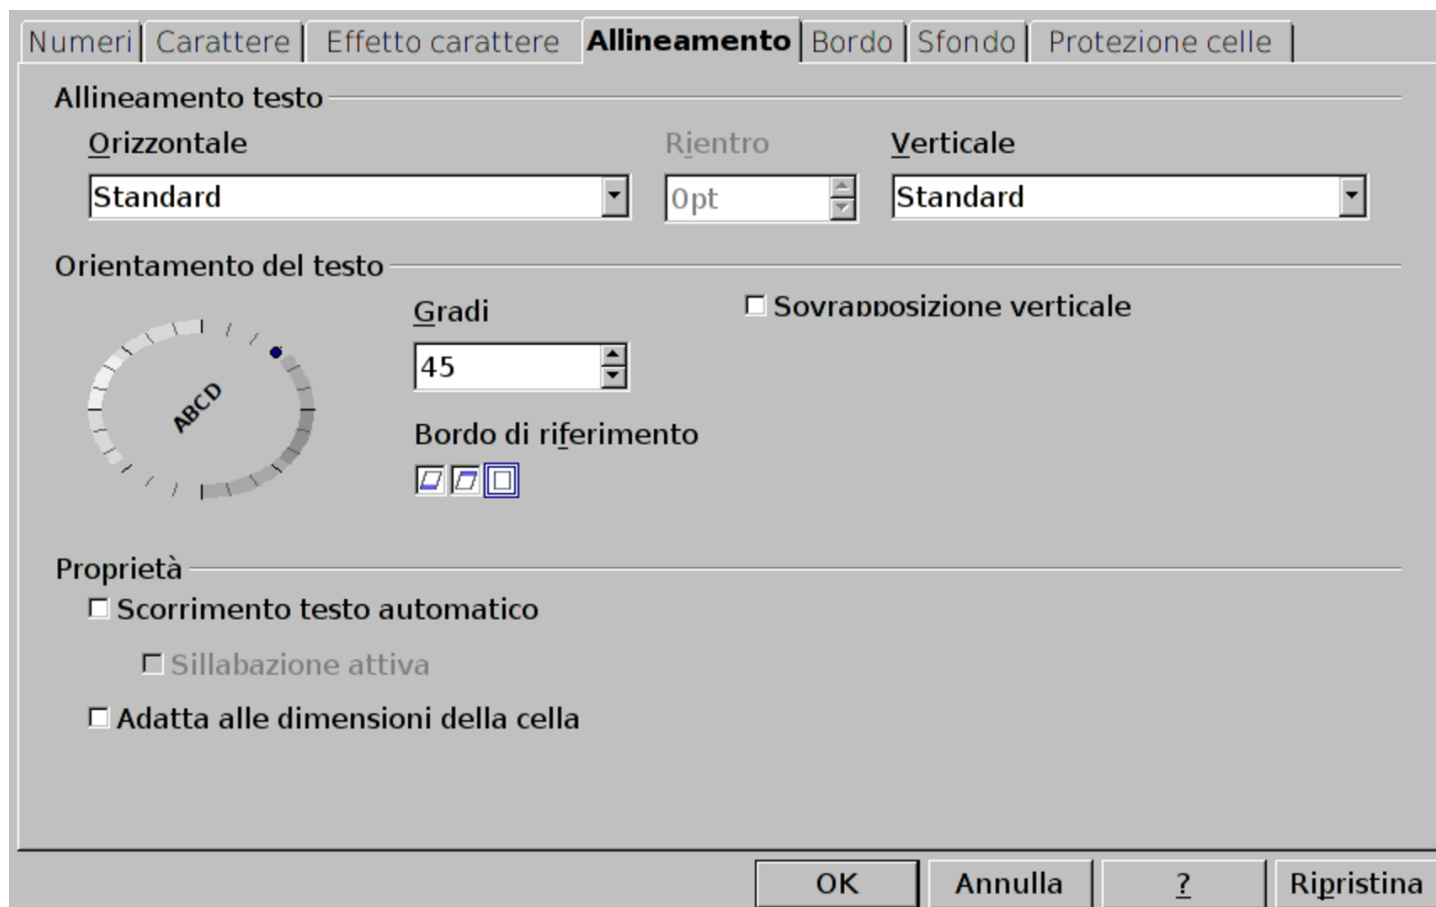 Numeri Carattere Effetto carattere Allineamento Bordo Sfondo Protezione celle
Allineamento testo
Orizzontale Rientro Verticale
Standard 0pt Standard
Orientamento del testo
Gradi Sovrapposizione verticale
45
ABCD
Bordo di riferimento
Proprietà
Scorrimento testo automatico
Sillabazione attiva
Adatta alle dimensioni della cella
OK Annulla ? Ripristina